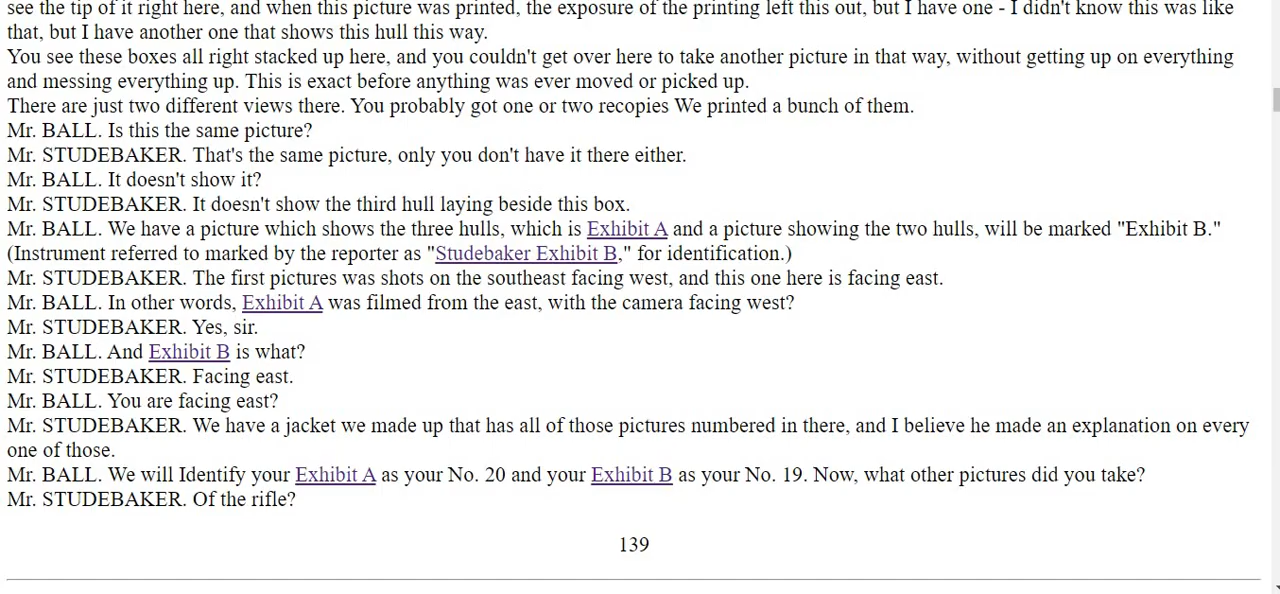 see the tip of it right here, and when this picture was printed, the exposure of the printing left this out, but I have one - I didn't know this was like
that, but I have another one that shows this hull this way.
You see these boxes all right stacked up here, and you couldn't get over here to take another picture in that way, without getting up on everything
and messing everything up. This is exact before anything was ever moved or picked up.
There are just two different views there. You probably got one or two recopies We printed a bunch of them.
Mr. BALL. Is this the same picture?
Mr. STUDEBAKER. That's the same picture, only you don't have it there either.
Mr. BALL. It doesn't show it?
Mr. STUDEBAKER. It doesn't show the third hull laying beside this box.
Mr. BALL. We have a picture which shows the three hulls, which is Exhibit A and a picture showing the two hulls, will be marked "Exhibit B."
(Instrument referred to marked by the reporter as "Studebaker Exhibit B," for identification.)
Mr. STUDEBAKER. The first pictures was shots on the southeast facing west, and this one here is facing east.
Mr. BALL. In other words, Exhibit A was filmed from the east, with the camera facing west?
Mr. STUDEBAKER. Yes, sir.
Mr. BALL. And Exhibit B is what?
Mr. STUDEBAKER. Facing east.
Mr. BALL. You are facing east?
Mr. STUDEBAKER. We have a jacket we made up that has all of those pictures numbered in there, and I believe he made an explanation on every
one of those.
Mr. BALL. We will Identify your Exhibit A as your No. 20 and your Exhibit B as your No. 19. Now, what other pictures did you take?
Mr. STUDEBAKER. Of the rifle?
139